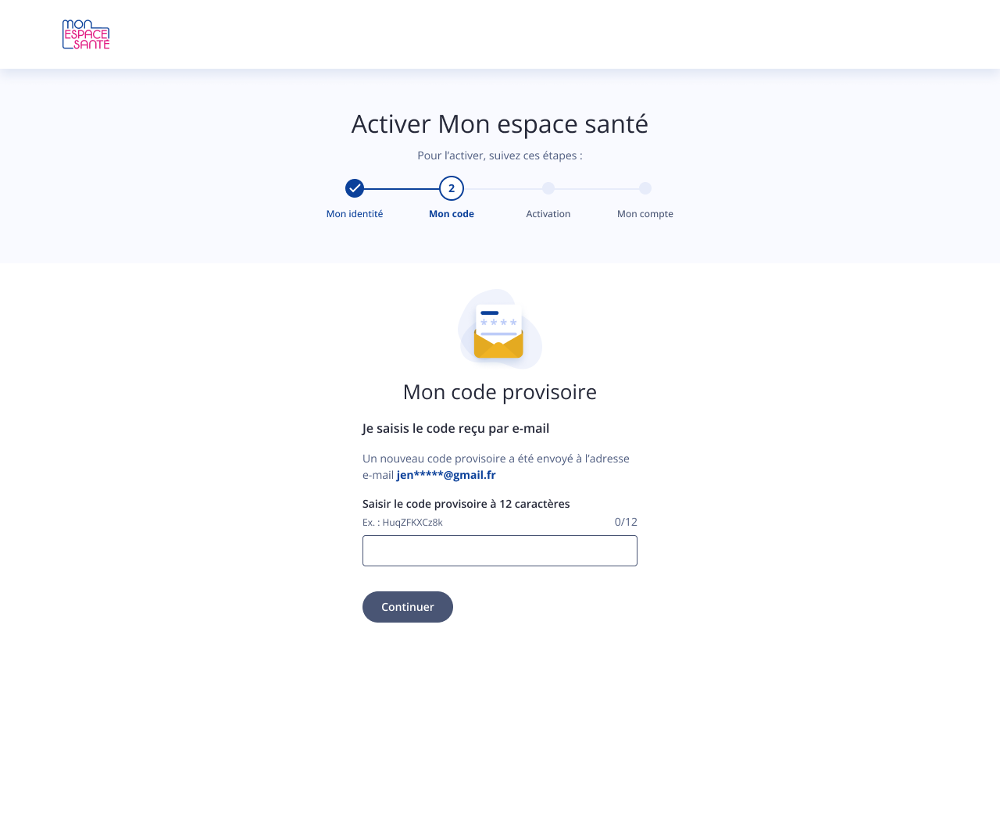 mon
ESPACE
SANTÉ
Activer Mon espace santé
Pour l’activer, suivez ces étapes :
2
Mon identité Mon code Activation Mon compte
****
Mon code provisoire
Je saisis le code reçu par e-mail
Un nouveau code provisoire a été envoyé à l’adresse
e-mail jen*****@gmail.fr
Saisir le code provisoire à 12 caractères
Ex. : HuqZFKXCz8k 0/12
Continuer